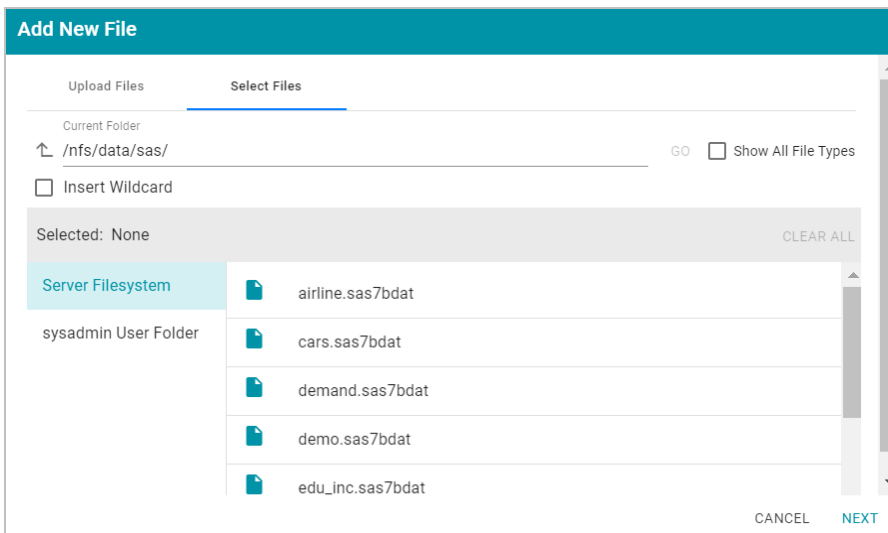 Add New File
Upload Files Select Files
Current Folder
/nfs/data/sas/ GO Show All File Types
Insert Wildcard
Selected: None CLEAR ALL
Server Filesystem
sysadmin User Folder
airline.sas7bdat
cars.sas7bdat
demand.sas7bdat
demo.sas7bdat
edu_inc.sas7bdat
CANCEL NEXT